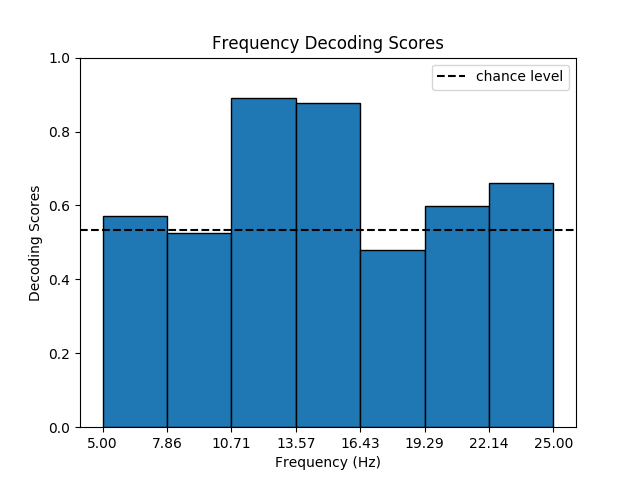 Frequency Decoding Scores
chance level
1.0
0.8
0.6
0.4
0.2
0.0
Decoding Scores
5.00 7.86 10.71 13.57 16.43 19.29 22.14 25.00
Frequency (Hz)